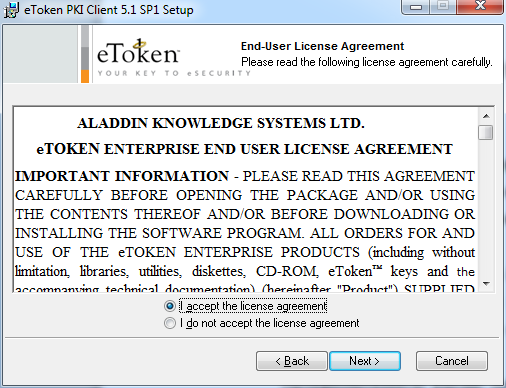 eToken PKI Client 5.1 SP1 Setup
eToken™
YOUR KEY TO eSECURITY
End-User License Agreement
Please read the following license agreement carefully.
ALADDIN KNOWLEDGE SYSTEMS LTD.
eTOKEN ENTERPRISE END USER LICENSE AGREEMENT
IMPORTANT INFORMATION - PLEASE READ THIS AGREEMENT
CAREFULLY BEFORE OPENING THE PACKAGE AND/OR USING
THE CONTENTS THEREOF AND/OR BEFORE DOWNLOADING OR
INSTALLING THE SOFTWARE PROGRAM. ALL ORDERS FOR AND
USE OF THE eTOKEN ENTERPRISE PRODUCTS (including without
limitation, libraries, utilities, diskettes, CD-ROM, eToken™ keys and the
accompanying technical documentation) (hereinafter "Product") SUPPLIED
I accept the license agreement
I do not accept the license agreement
< Back
Next >
Cancel